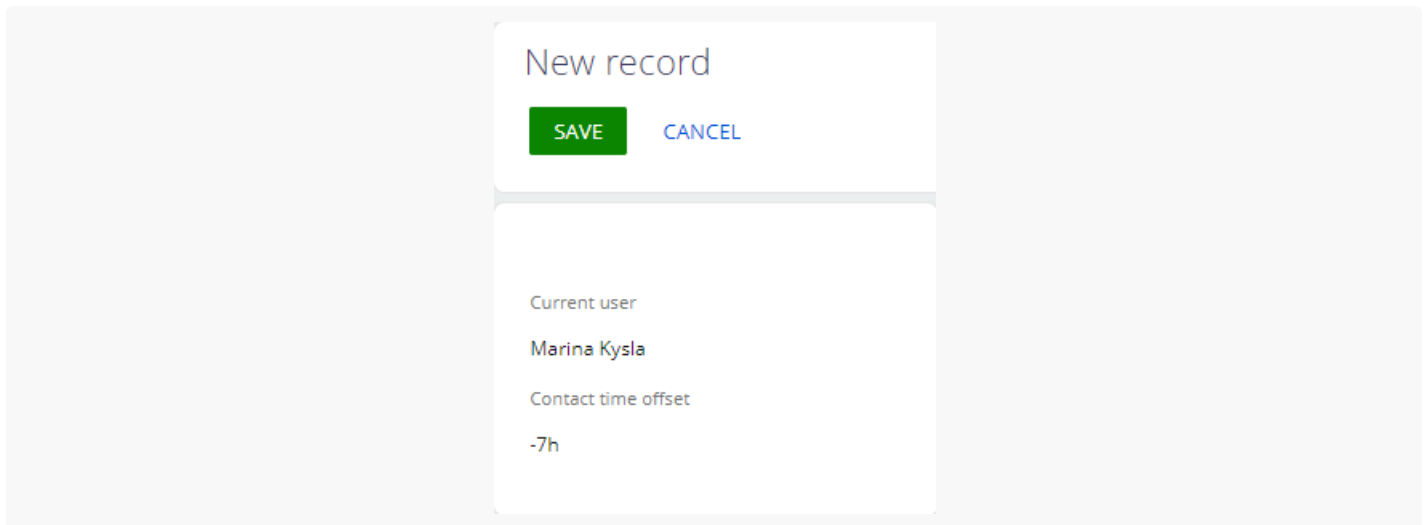 New record
SAVE CANCEL
Current user
Marina Kysla
Contact time offset
-7h